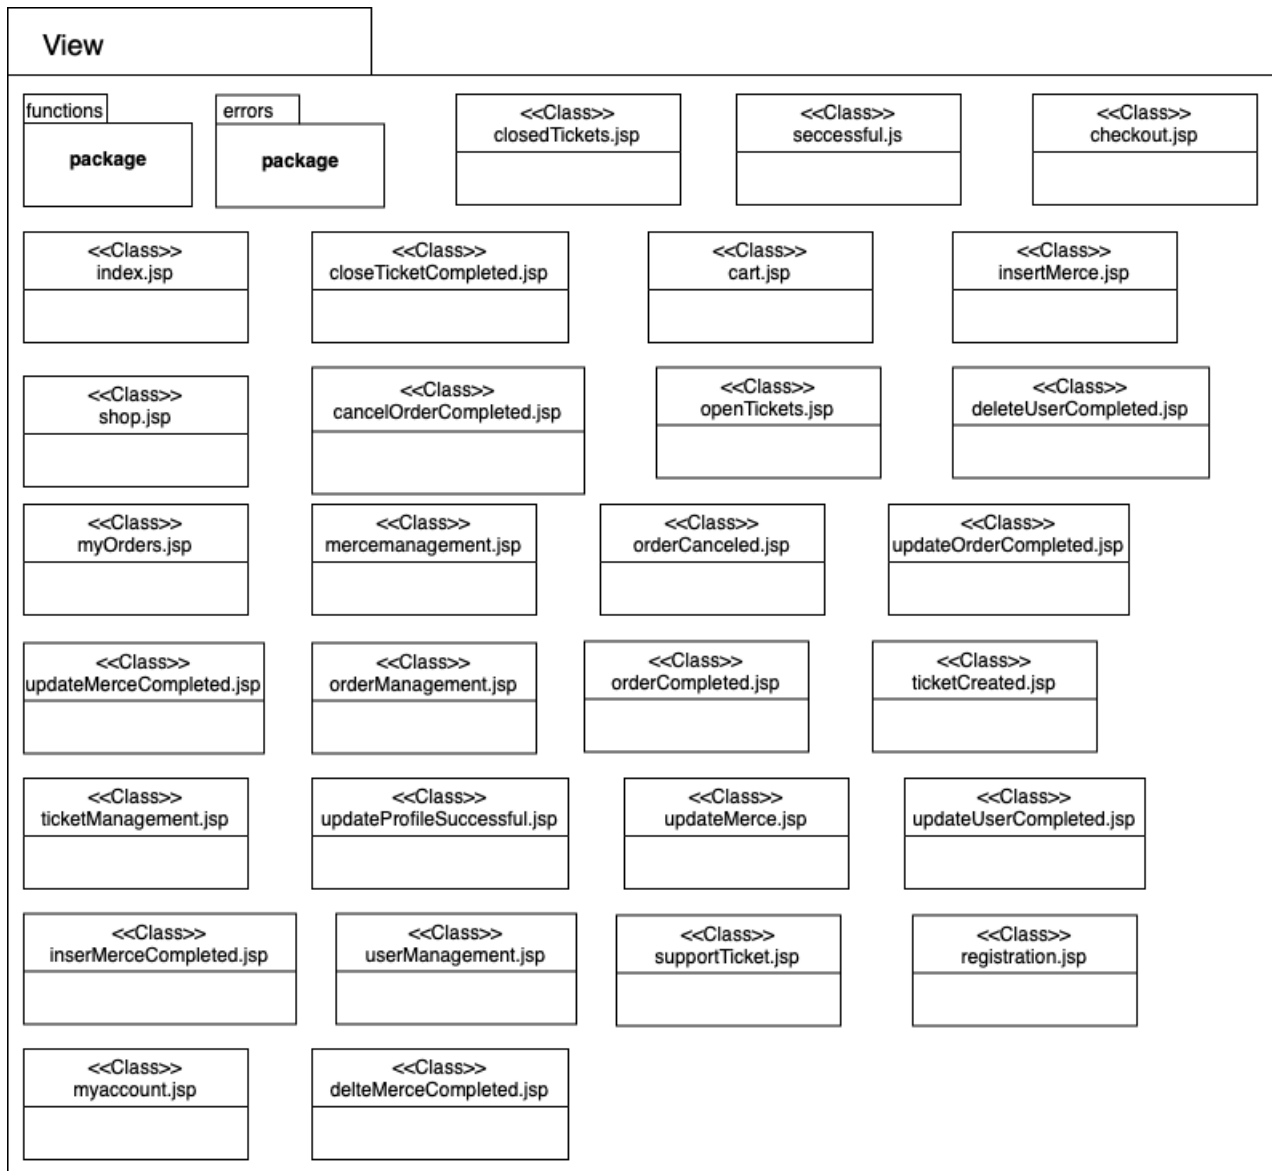 View
functions
package
errors
package
<<Class>>
closedTickets.jsp
<<Class>>
seccessful.js
<<Class>>
checkout.jsp
<<Class>>
index.jsp
<<Class>>
closeTicketCompleted.jsp
<<Class>>
cart.jsp
<<Class>>
insertMerce.jsp
<<Class>>
shop.jsp
<<Class>>
cancelOrderCompleted.jsp
<<Class>>
openTickets.jsp
<<Class>>
deleteUserCompleted.jsp
<<Class>>
myOrders.jsp
<<Class>>
mercemanagement.jsp
<<Class>>
orderCanceled.jsp
<<Class>>
updateOrderCompleted.jsp
<<Class>>
updateMerceCompleted.jsp
<<Class>>
orderManagement.jsp
<<Class>>
orderCompleted.jsp
<<Class>>
ticketCreated.jsp
<<Class>>
ticketManagement.jsp
<<Class>>
updateProfileSuccessful.jsp
<<Class>>
updateMerce.jsp
<<Class>>
updateUserCompleted.jsp
<<Class>>
inserMerceCompleted.jsp
<<Class>>
userManagement.jsp
<<Class>>
supportTicket.jsp
<<Class>>
registration.jsp
<<Class>>
myaccount.jsp
<<Class>>
delteMerceCompleted.jsp